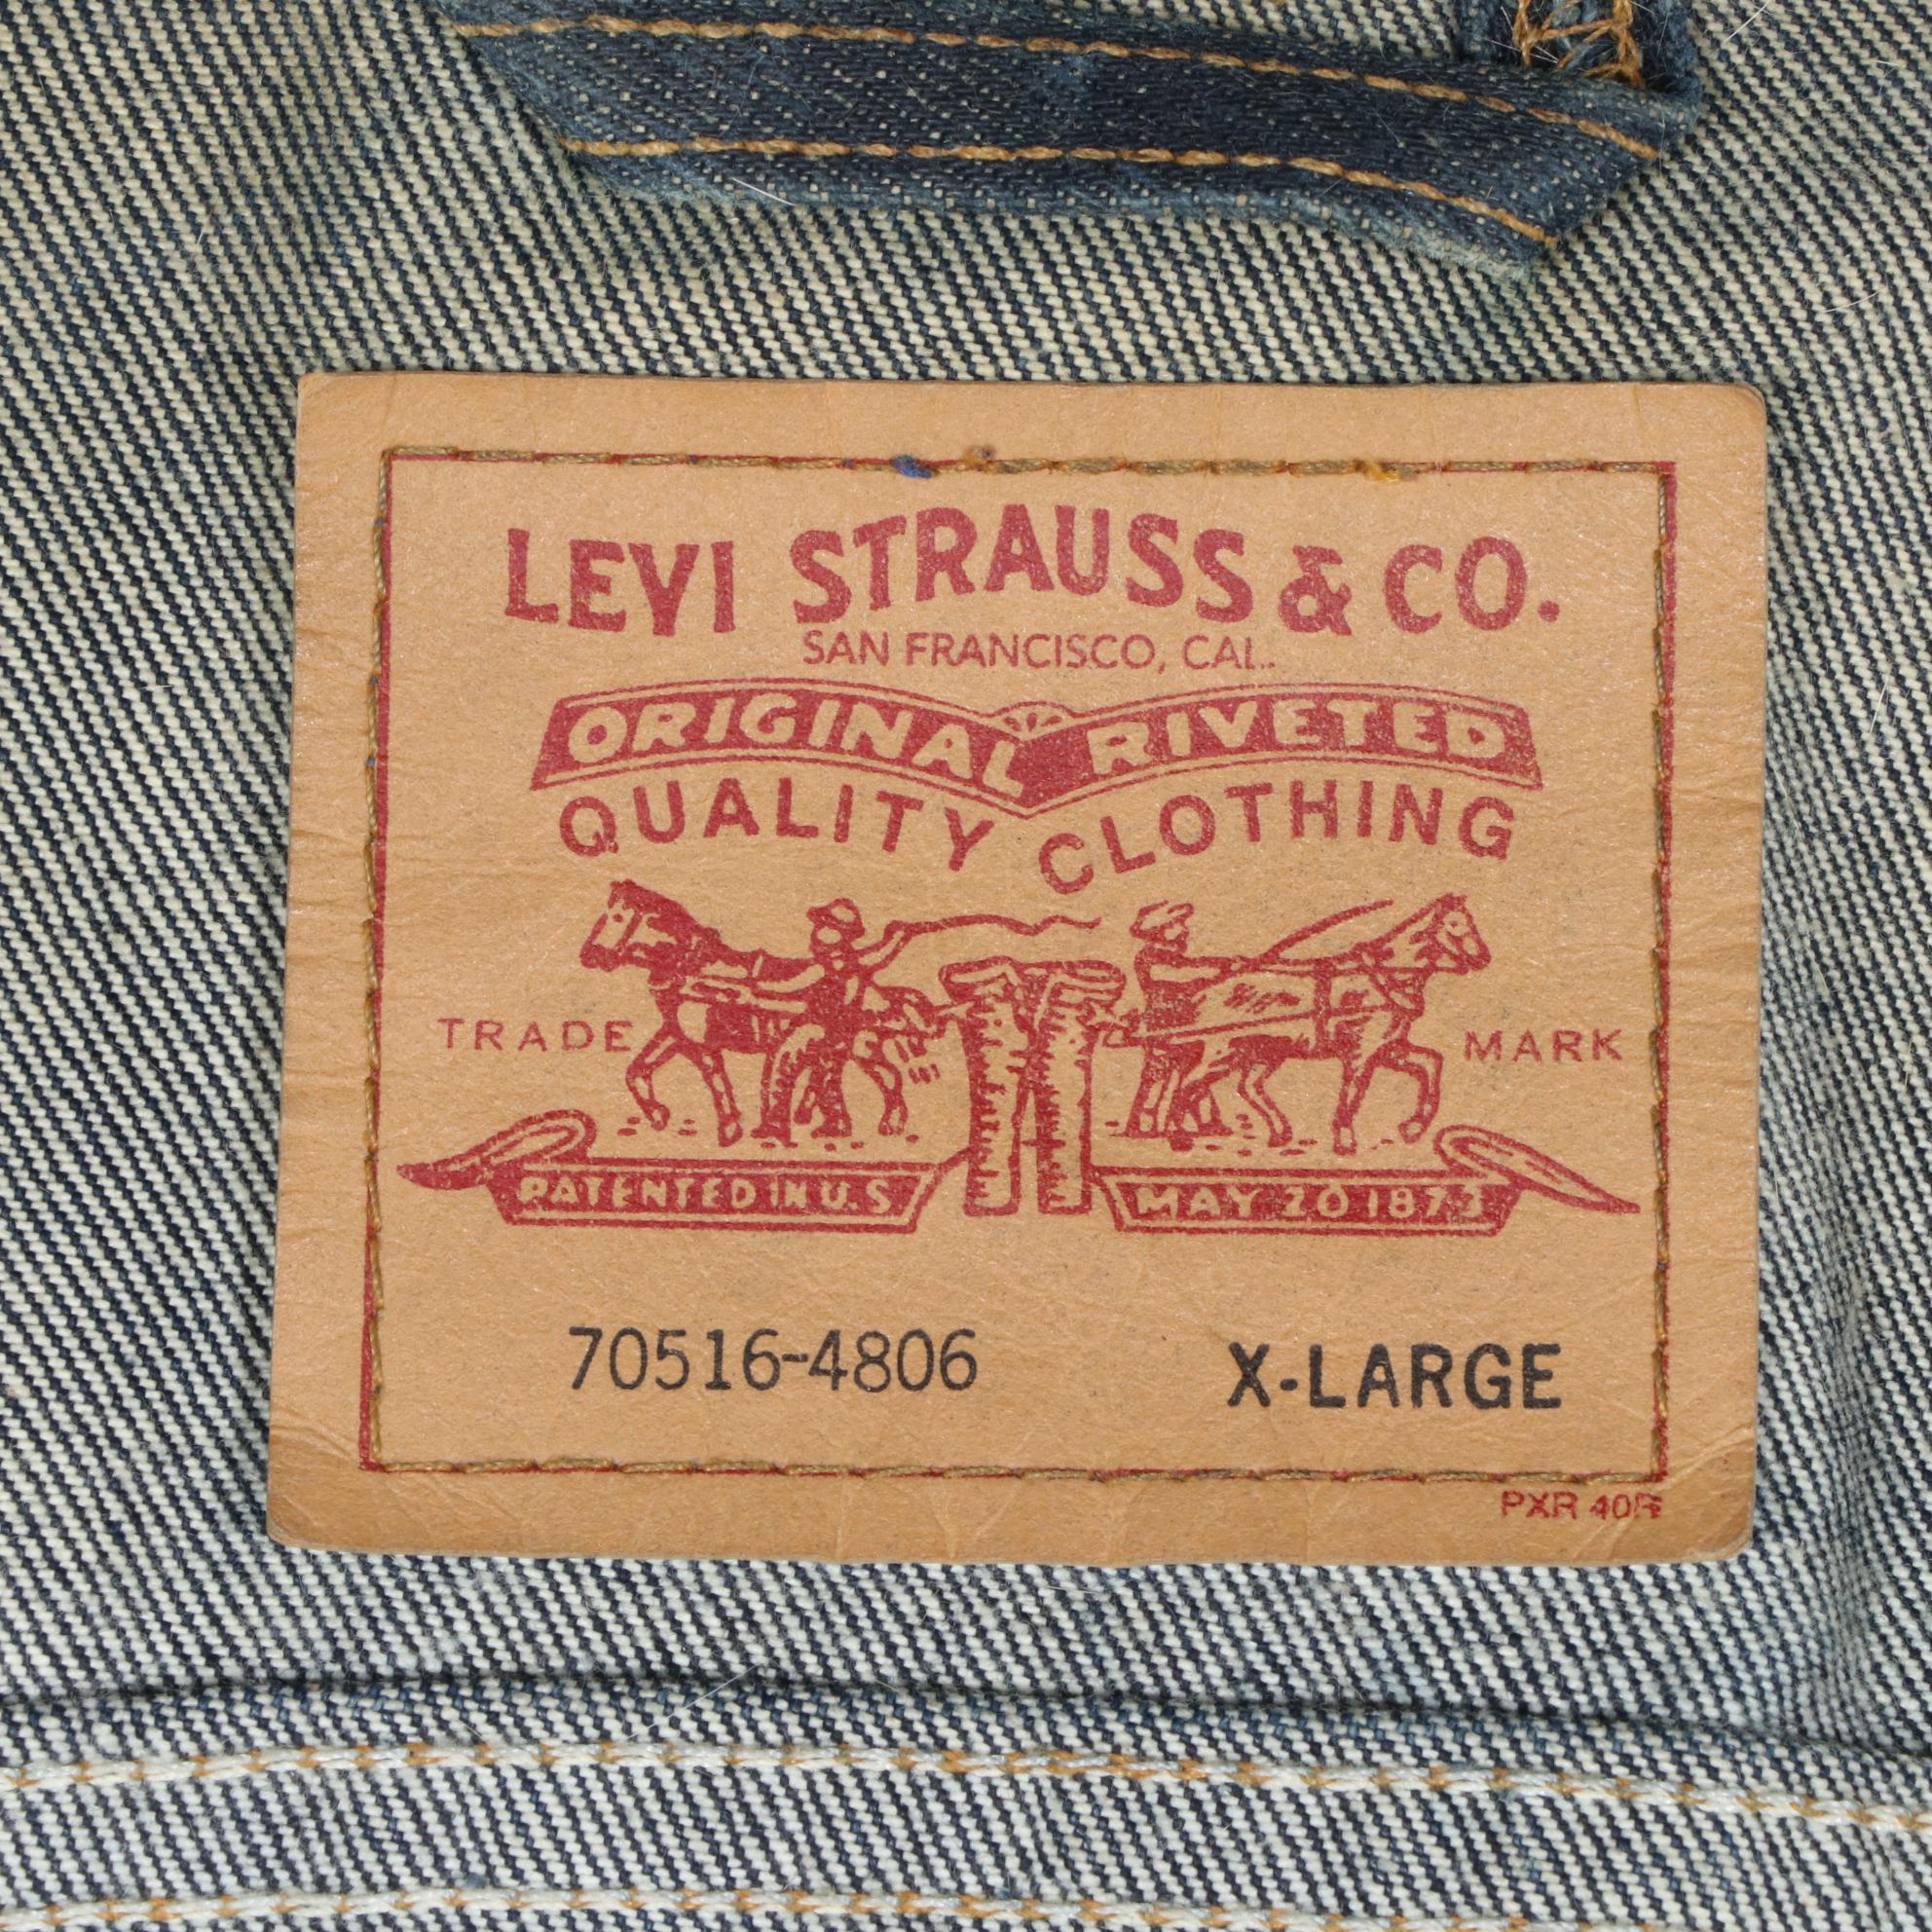 LEVI STRAUSS & CO.
SAN FRANCISCO, CAL.
ORIGINAL RIVETED
QUALITY CLOTHING
TRADE MARK
PATENTED IN U.S MAY 20 1873
70516-4806 X-LARGE
PXR 40R